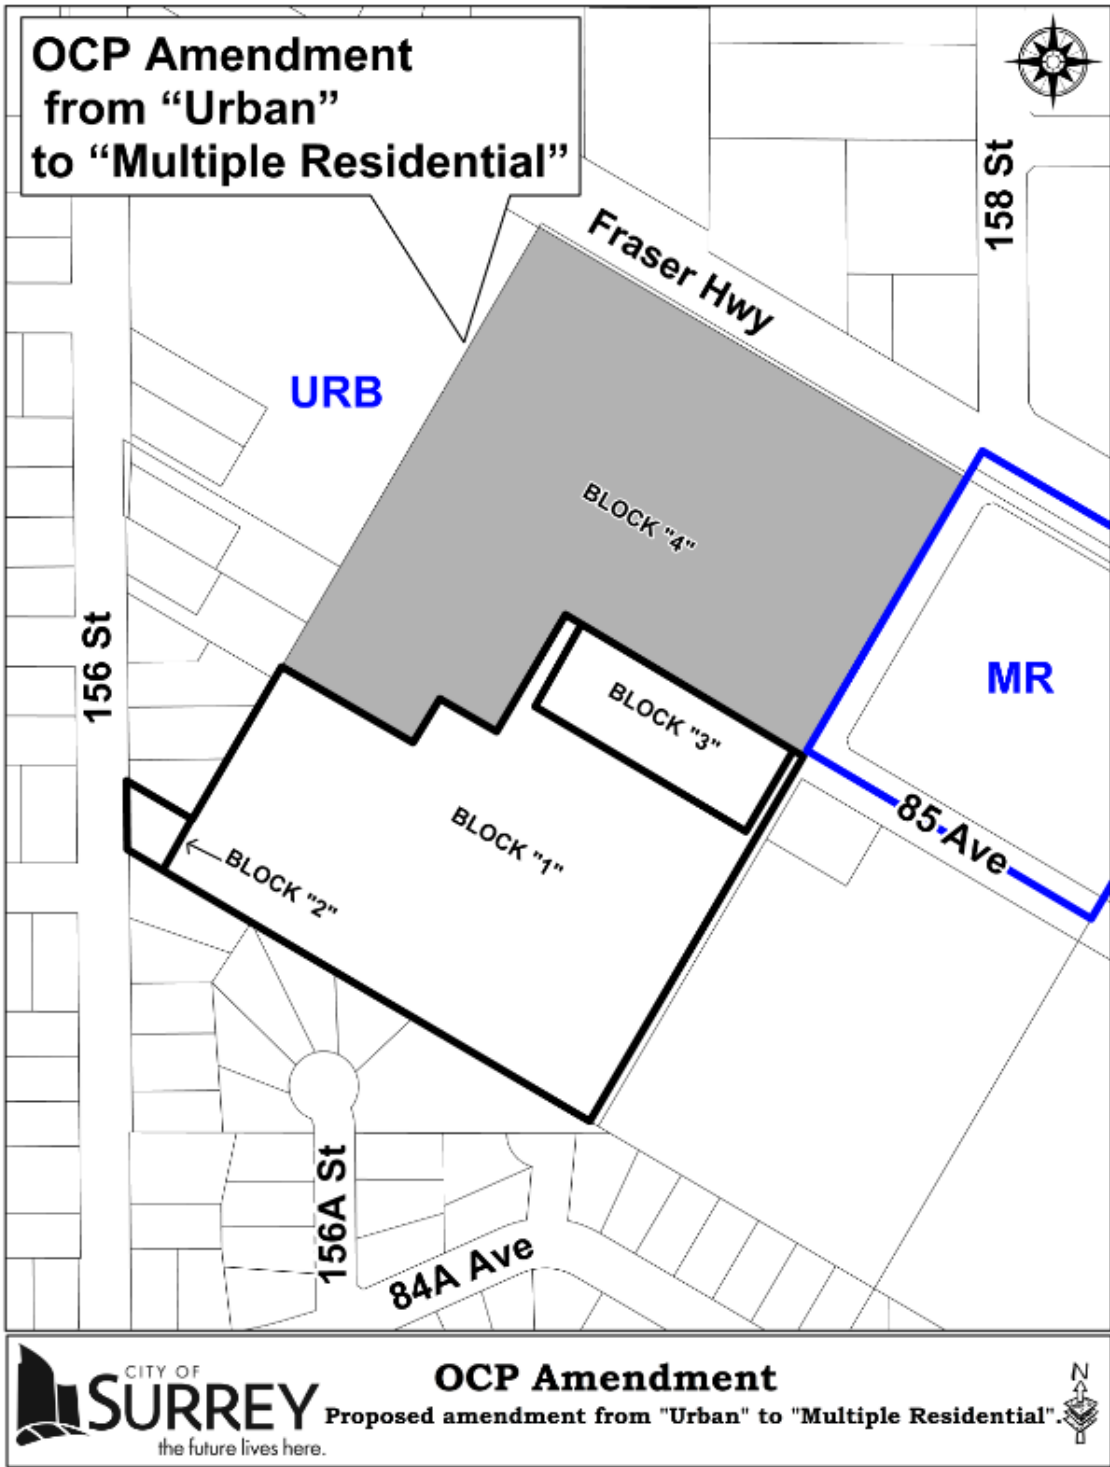 OCP Amendment
from “Urban”
to “Multiple Residential”
158 St
Fraser Hwy
URB
BLOCK "4"
156 St
MR
BLOCK "3"
BLOCK "1"
85 Ave
BLOCK "2"
156A St
84A Ave
CITY OF
SURREY
the future lives here.
OCP Amendment
Proposed amendment from "Urban" to "Multiple Residential".
N